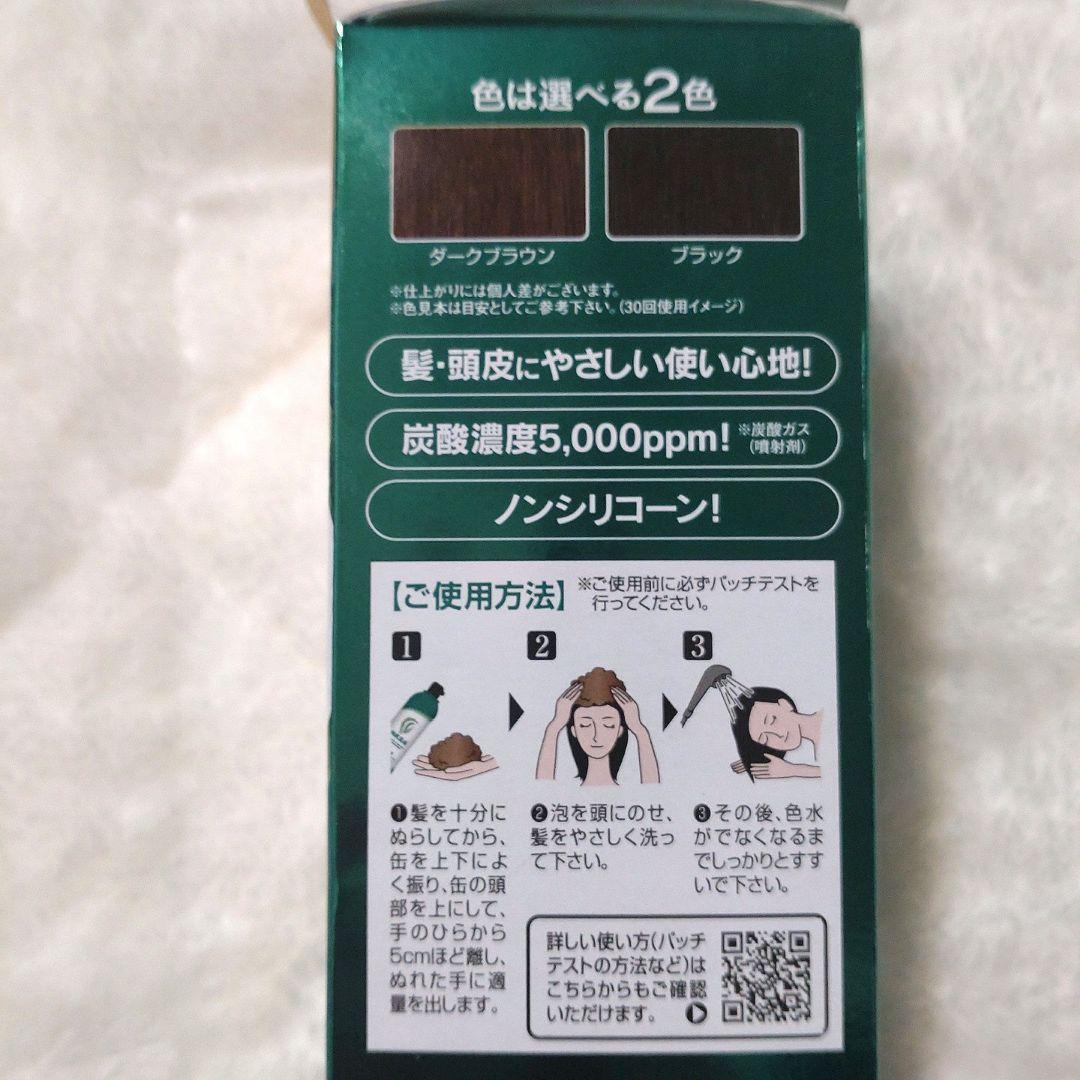 色は選べる2色
ダークブラウン
ブラック
※仕上がりには個人差がございます。
※色見本は目安としてご参考下さい。(30回使用イメージ)
髪・頭皮にやさしい使い心地!
炭酸濃度5,000ppm! ※炭酸ガス
(噴射剤)
ノンシリコーン!
【ご使用方法】 ※ご使用前に必ずパッチテストを
行ってください。
1
2
3
❶髪を十分に
ぬらしてから、
缶を上下によ
く振り、缶の頭
部を上にして、
手のひらから
5cmほど離し、
ぬれた手に適
量を出します。
❷泡を頭にのせ、
髪をやさしく洗っ
て下さい。
❸その後、色水
がでなくなるま
でしっかりとすす
いで下さい。
詳しい使い方(パッチ
テストの方法など)は
こちらからもご確認
いただけます。